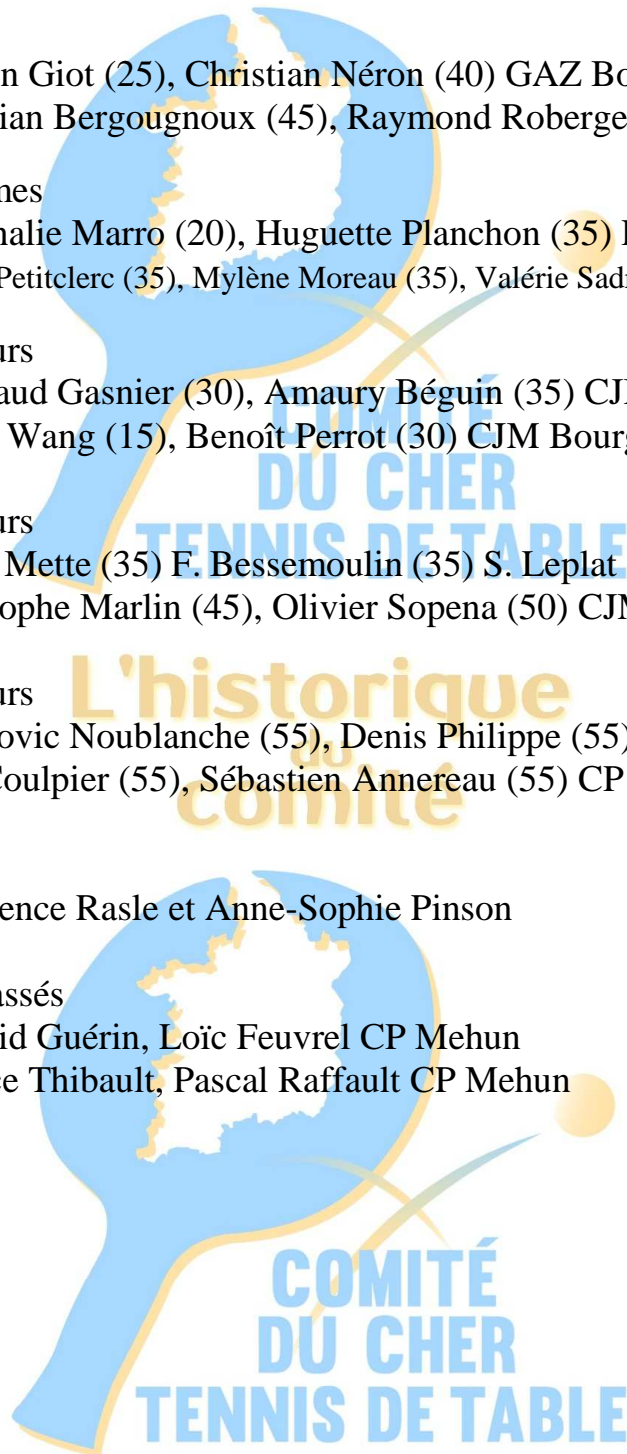 n Giot (25), Christian Néron (40) GAZ Bo
ian Bergougnoux (45), Raymond Roberge
nes
halie Marro (20), Huguette Planchon (35)
Petitclerc (35), Mylène Moreau (35), Valérie Sad
urs
aud Gasnier (30), Amaury Béguin (35) CJM
Wang (15), Benoît Perrot (30) CJM Bourg
COMITÉ
DU CHER
TENNIS DE TABLE
urs
Mette (35) F. Bessemoulin (35) S. Leplat
ophe Marlin (45), Olivier Sopena (50) CJM
L'historique
du
comité
urs
ovic Noublanche (55), Denis Philippe (55)
Coulpier (55), Sébastien Annereau (55) CP
ence Rasle et Anne-Sophie Pinson
assés
id Guérin, Loïc Feuvrel CP Mehun
ce Thibault, Pascal Raffault CP Mehun
COMITÉ
DU CHER
TENNIS DE TABLE